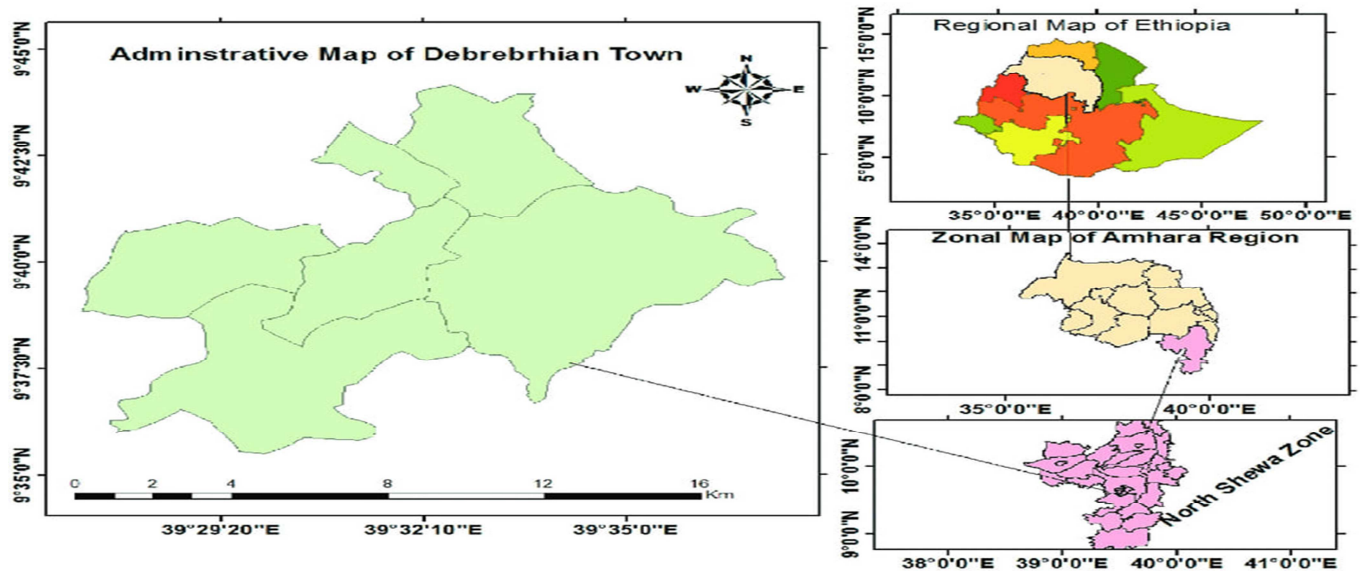 Adminstrative Map of Debrebrhian Town
N
W E
S
9°45'0"N
9°42'30"N
9°40'0"N
9°37'30"N
9°35'0"N
0 2 4 8 12 16
Km
39°29'20"E 39°32'10"E 39°35'0"E
Regional Map of Ethiopia
15°0'0"N
10°0'0"N
5°0'0"N
35°0'0"E 40°0'0"E 45°0'0"E 50°0'0"E
Zonal Map of Amhara Region
14°0'0"N
11°0'0"N
8°0'0"N
35°0'0"E 40°0'0"E
North Shewa Zone
10°0'0"N
9°0'0"N
38°0'0"E 39°0'0"E 40°0'0"E 41°0'0"E